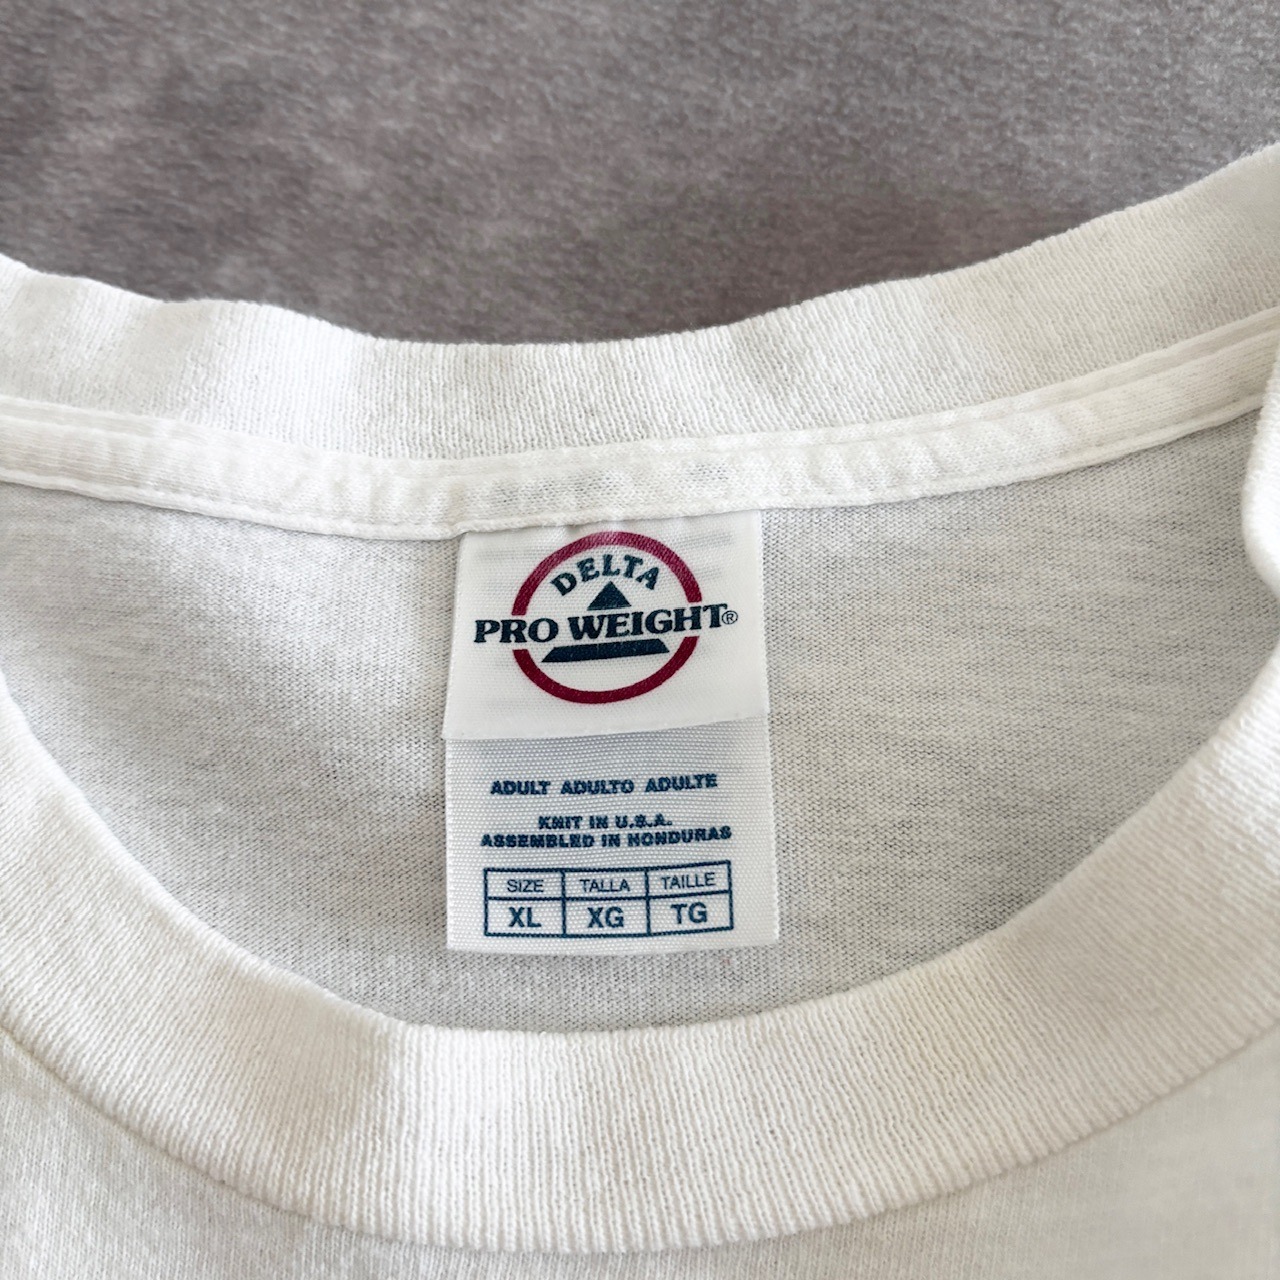 DELTA
PRO WEIGHT®
ADULT ADULTO ADULTE
KNIT IN U.S.A.
ASSEMBLED IN HONDURAS
SIZE TALLA TAILLE
XL XG TG